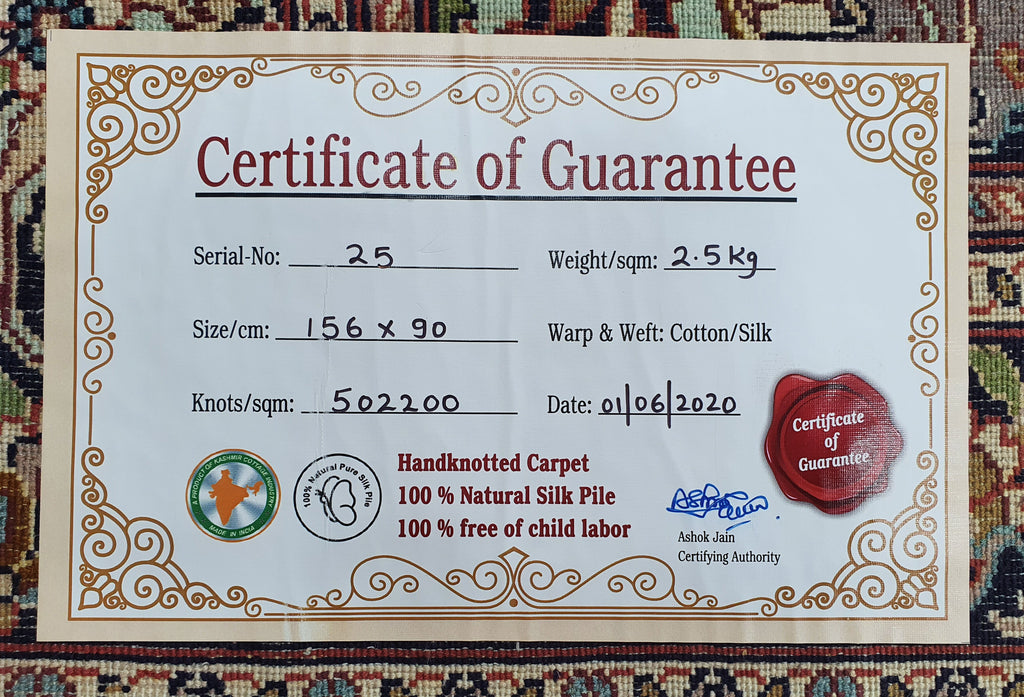 Certificate of Guarantee
Serial-No: 25
Weight/sqm: 2.5 Kg
Size/cm: 156 x 90
Warp & Weft: Cotton/Silk
Knots/sqm: 502200
Date: 01/06/2020
Certificate
of
Guarantee
A PRODUCT OF KASHMIR COTTAGE INDUSTRY
MADE IN INDIA
100% Natural Pure Silk Pile
Handknotted Carpet
100 % Natural Silk Pile
100 % free of child labor
Ashok Jain
Certifying Authority